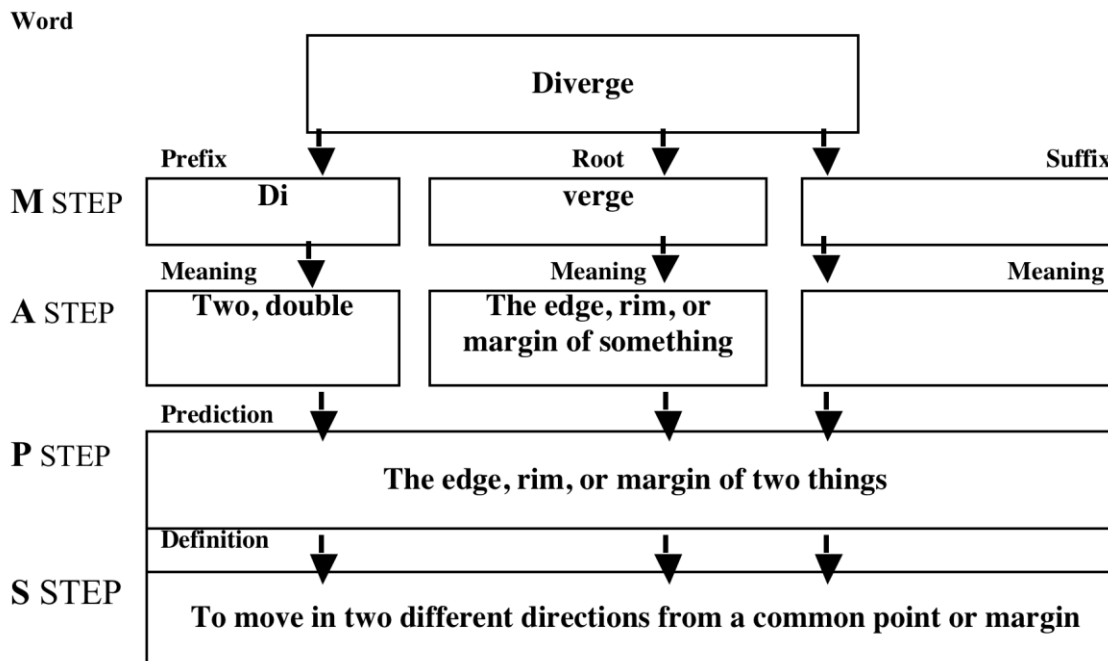 Word
Diverge
Prefix
Root
Suffix
M STEP
Di
verge
Meaning
Meaning
Meaning
A STEP
Two, double
The edge, rim, or
margin of something
Prediction
P STEP
The edge, rim, or margin of two things
Definition
S STEP
To move in two different directions from a common point or margin